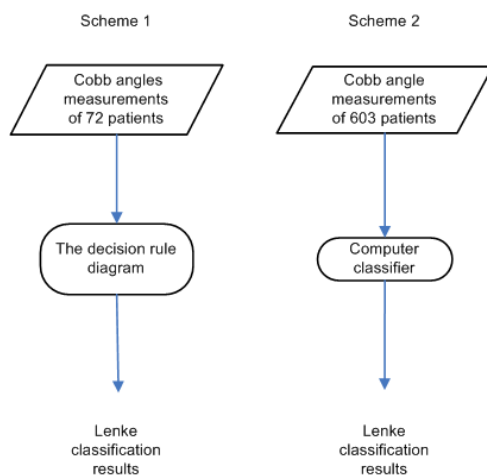 Scheme 1
Cobb angles
measurements
of 72 patients
The decision rule
diagram
Lenke
classification
results
Scheme 2
Cobb angle
measurements
of 603 patients
Computer
classifier
Lenke
classification
results